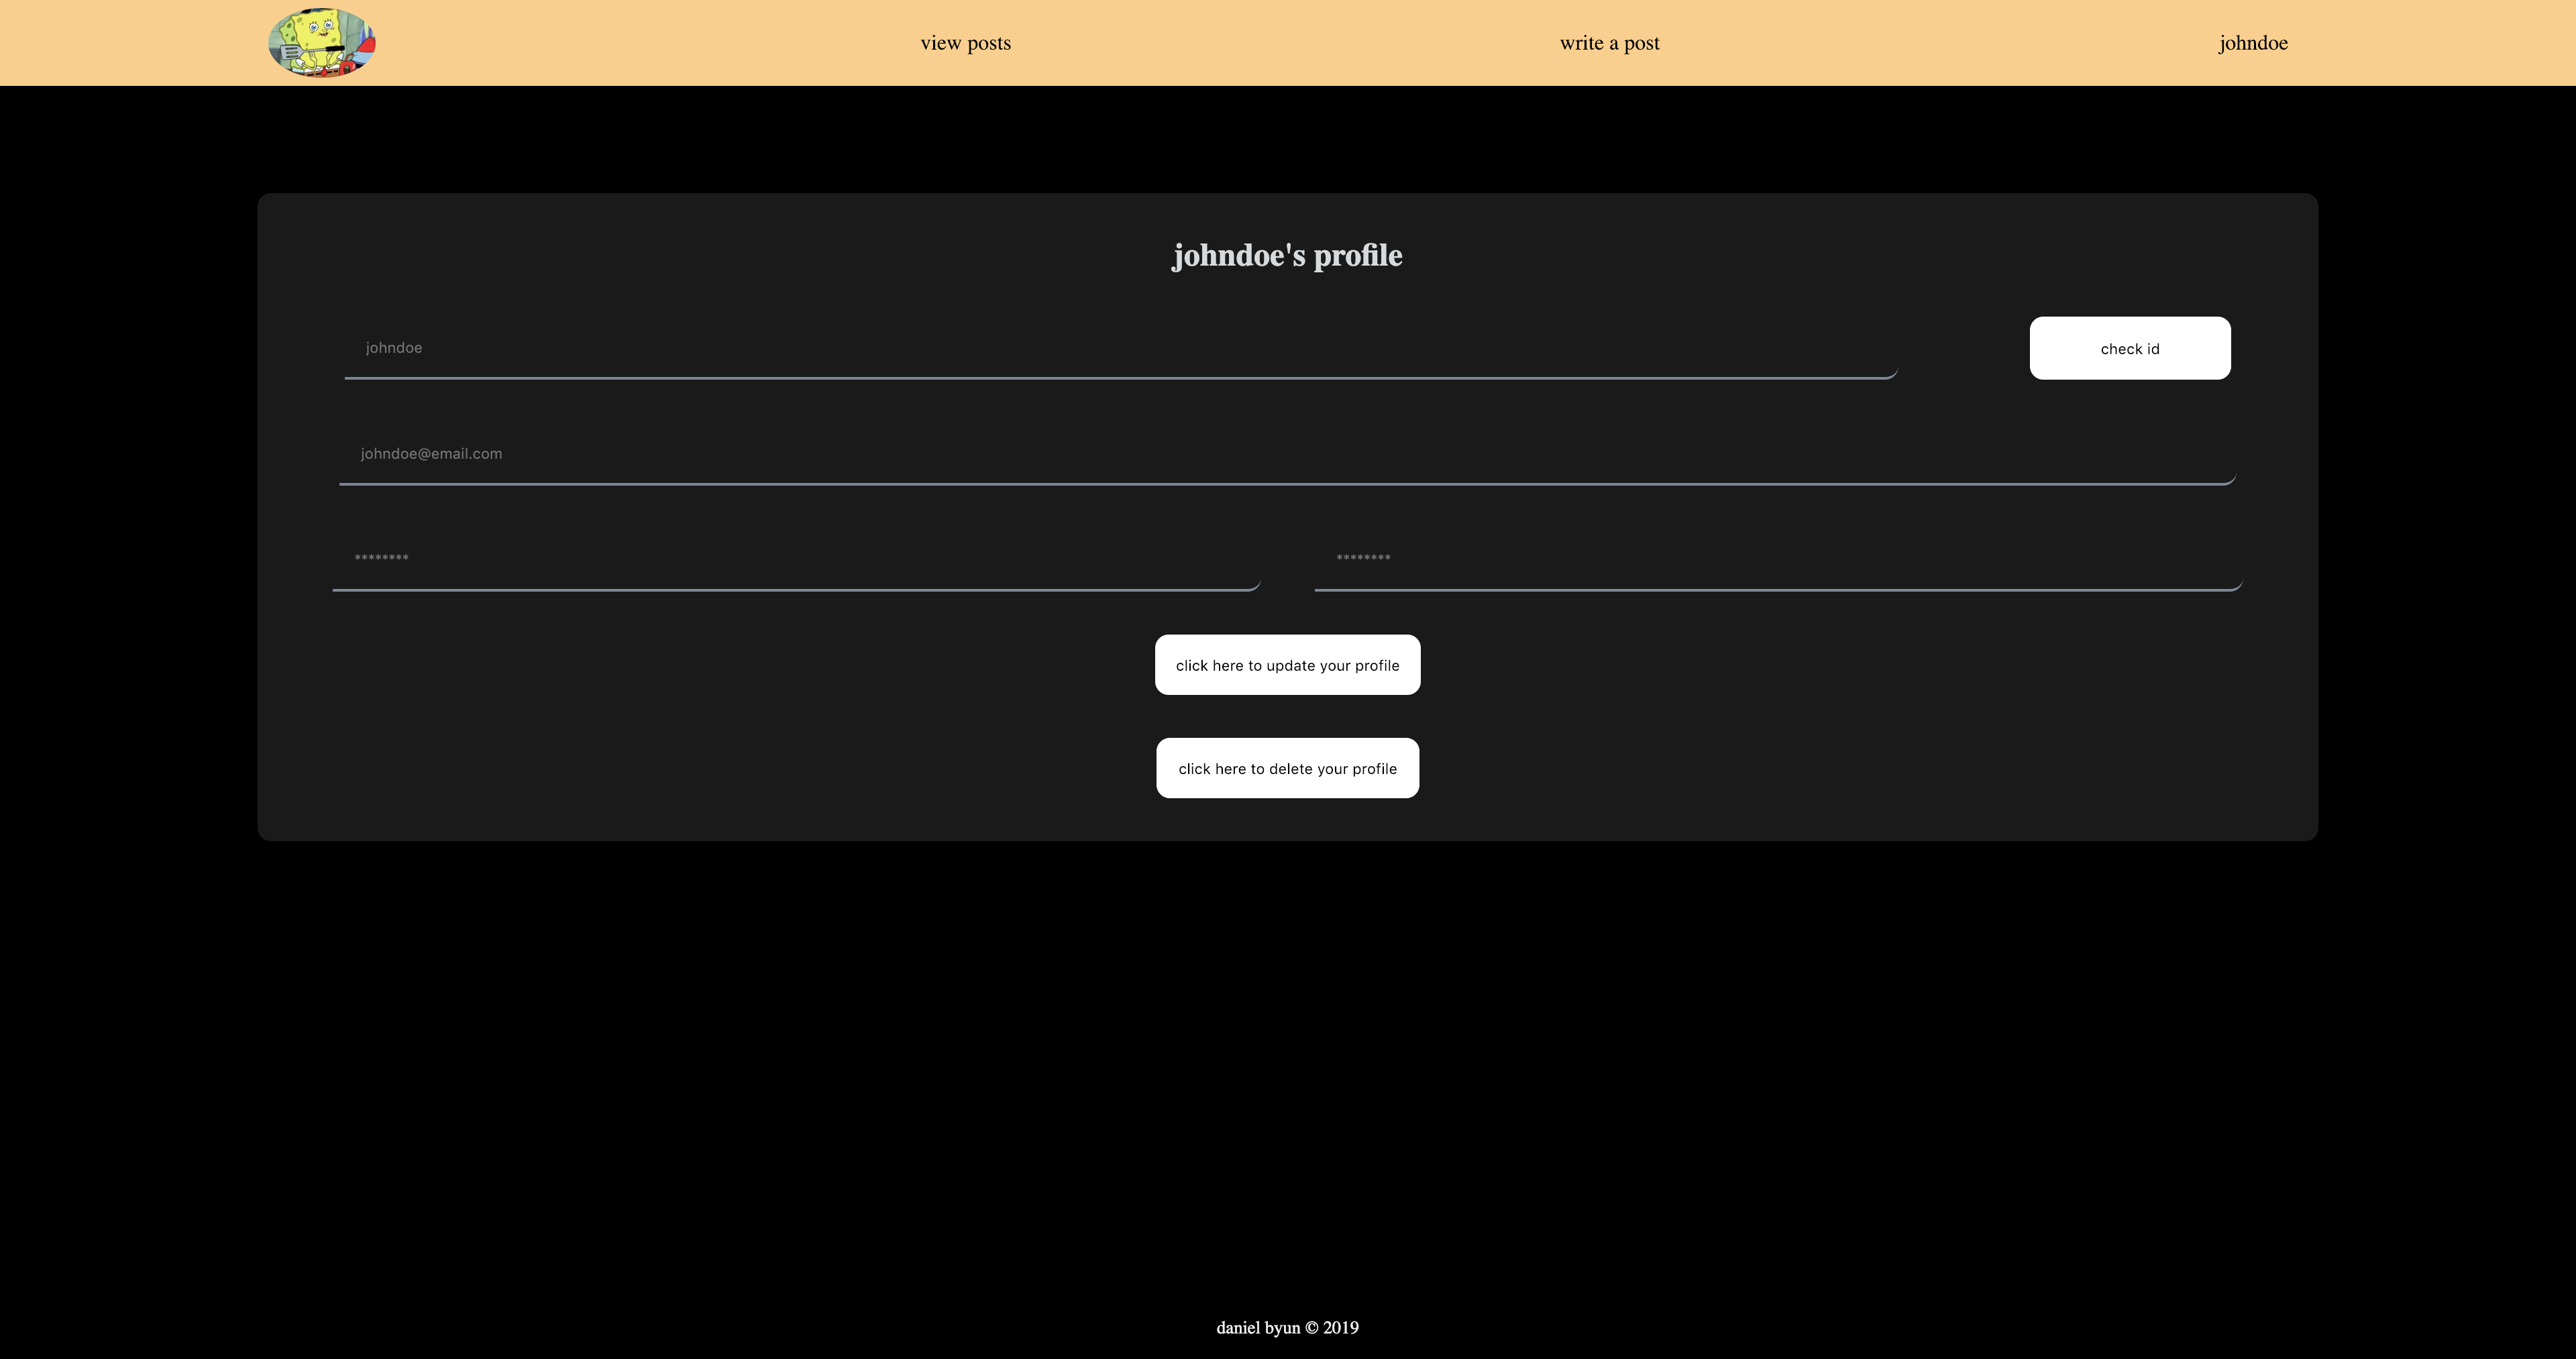 view posts
write a post
johndoe
johndoe's profile
johndoe
check id
johndoe@email.com
********
********
click here to update your profile
click here to delete your profile
daniel byun © 2019